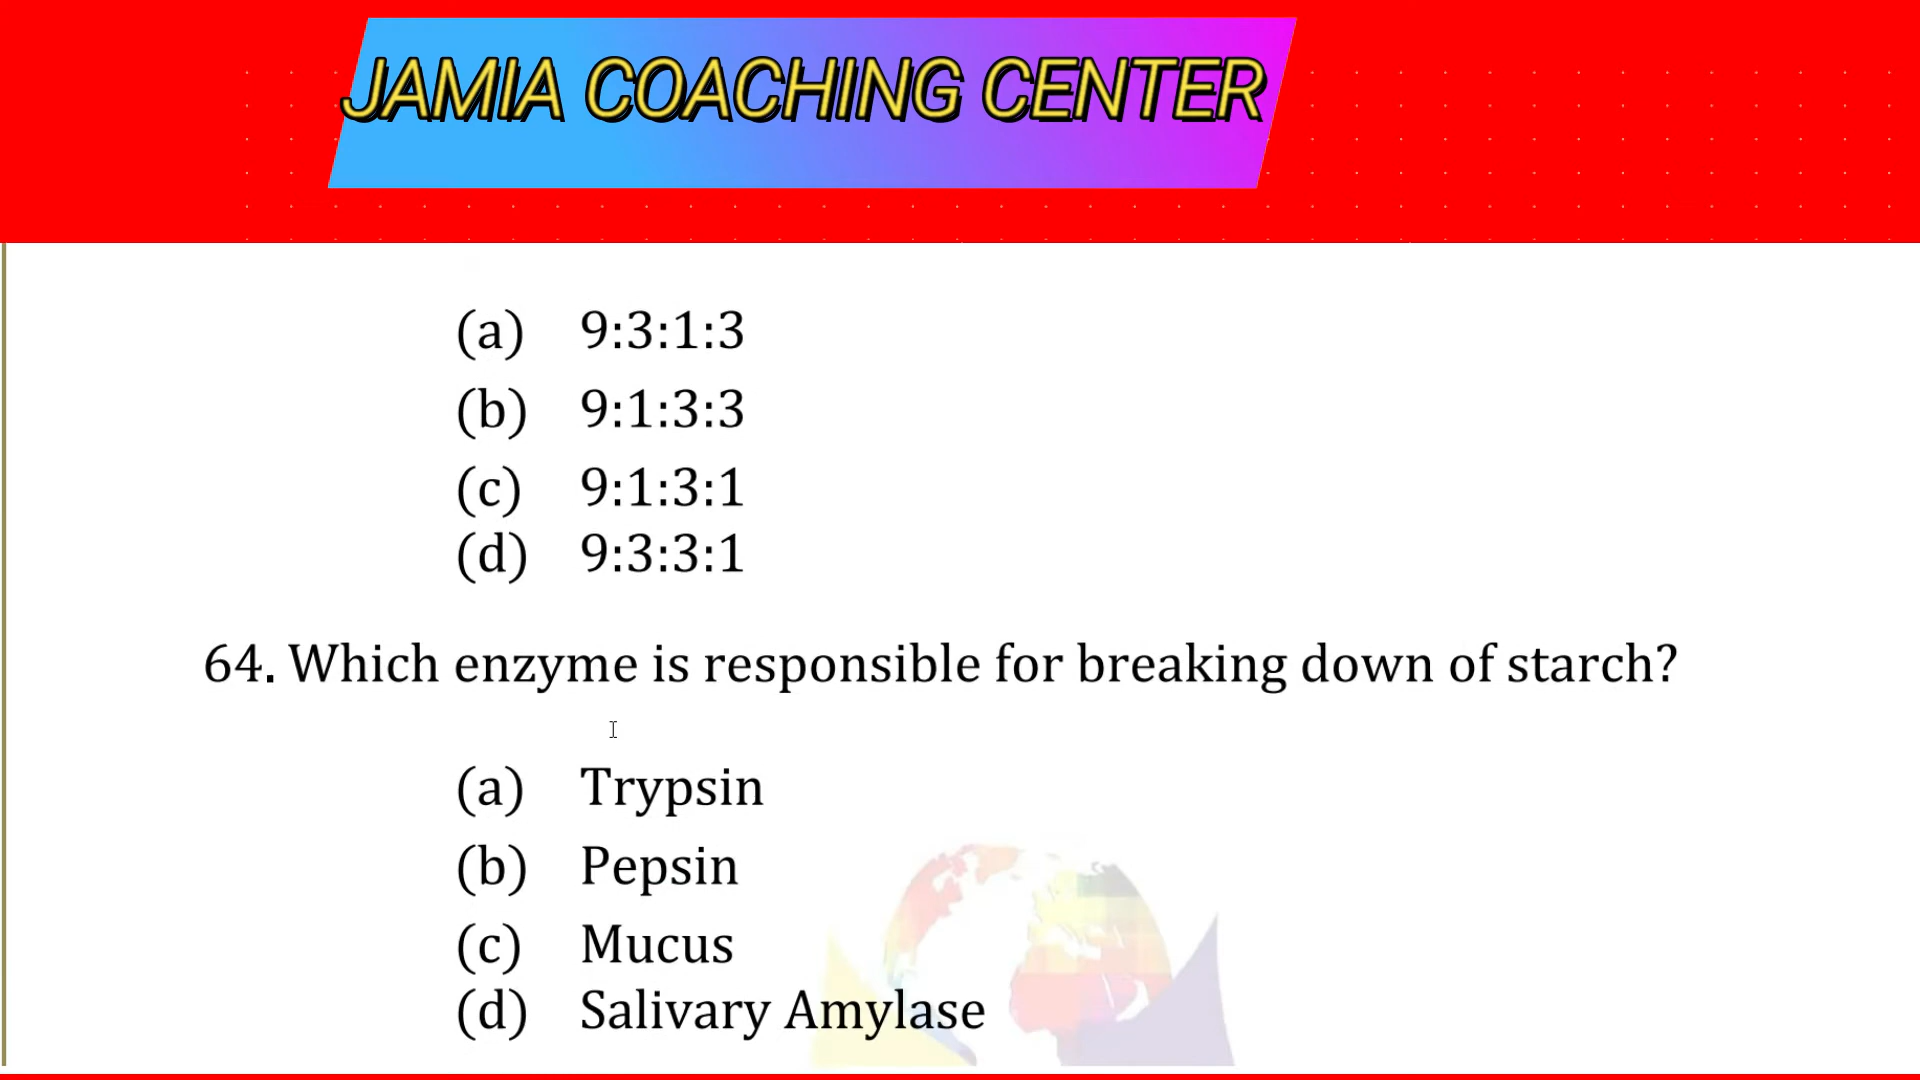 JAMIA COACHING CENTER
(a) 9:3:1:3
(b) 9:1:3:3
(c) 9:1:3:1
(d) 9:3:3:1
64. Which enzyme is responsible for breaking down of starch?
(a) Trypsin
(b) Pepsin
(c) Mucus
(d) Salivary Amylase